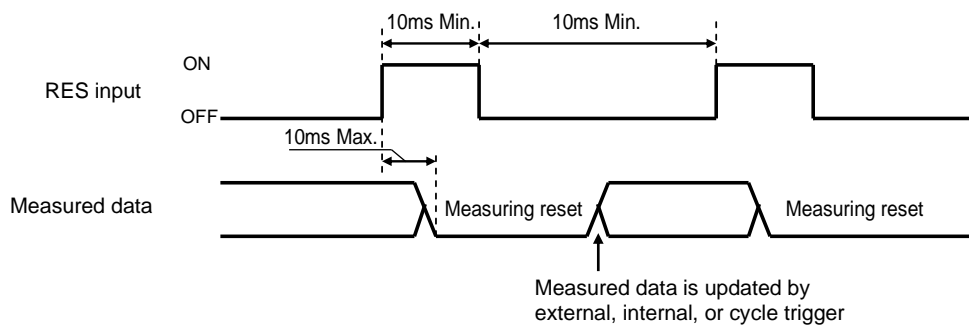 10ms Min.
10ms Min.
ON
RES input
OFF
10ms Max.
Measured data
Measuring reset
Measuring reset
Measured data is updated by
external, internal, or cycle trigger